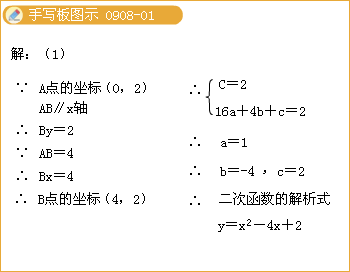 手写板图示 0908-01
解：（1）
∵ A点的坐标（0，2）
AB∥x轴
∴ By＝2
∵ AB＝4
∴ Bx＝4
∴ B点的坐标（4，2）
∴ C＝2
16a＋4b＋c＝2
∴ a＝1
∴ b＝-4 ，c＝2
∴ 二次函数的解析式
y＝x²－4x＋2